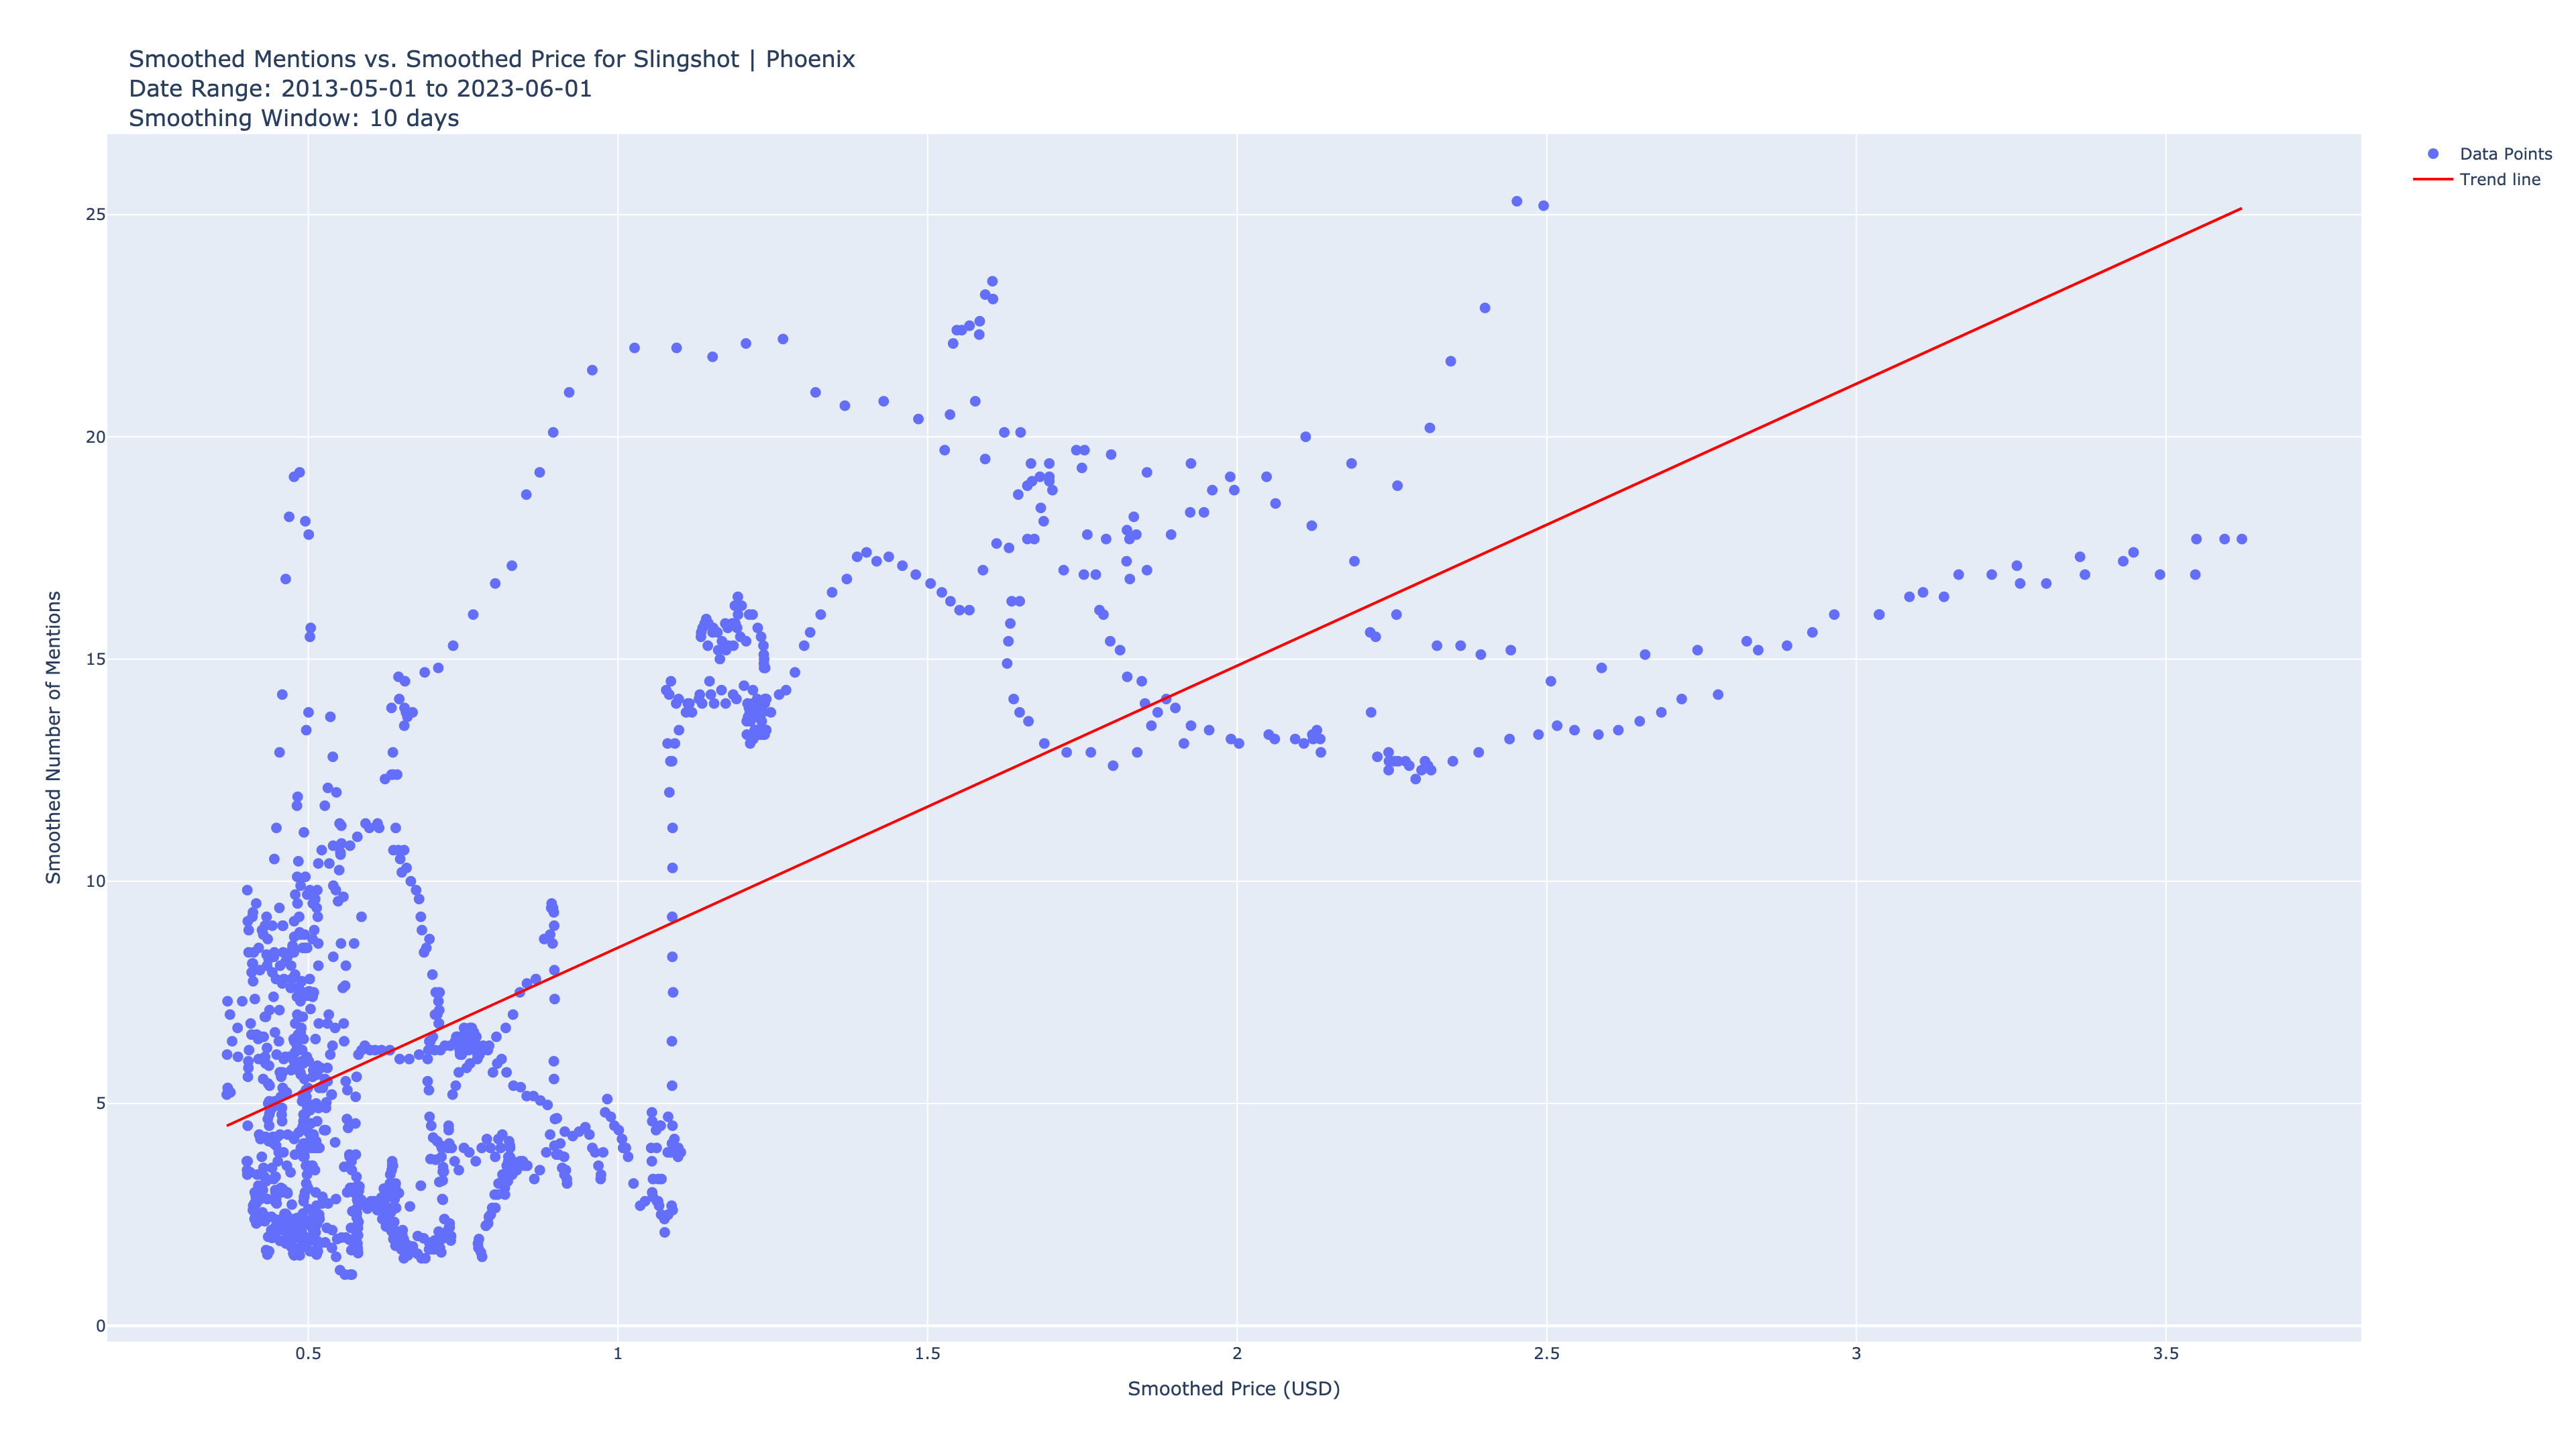 Smoothed Mentions vs. Smoothed Price for Slingshot | Phoenix
Date Range: 2013-05-01 to 2023-06-01
Smoothing Window: 10 days
Data Points
Trend line
Smoothed Number of Mentions
25
20
15
10
5
0
0.5
1
1.5
2
2.5
3
3.5
Smoothed Price (USD)